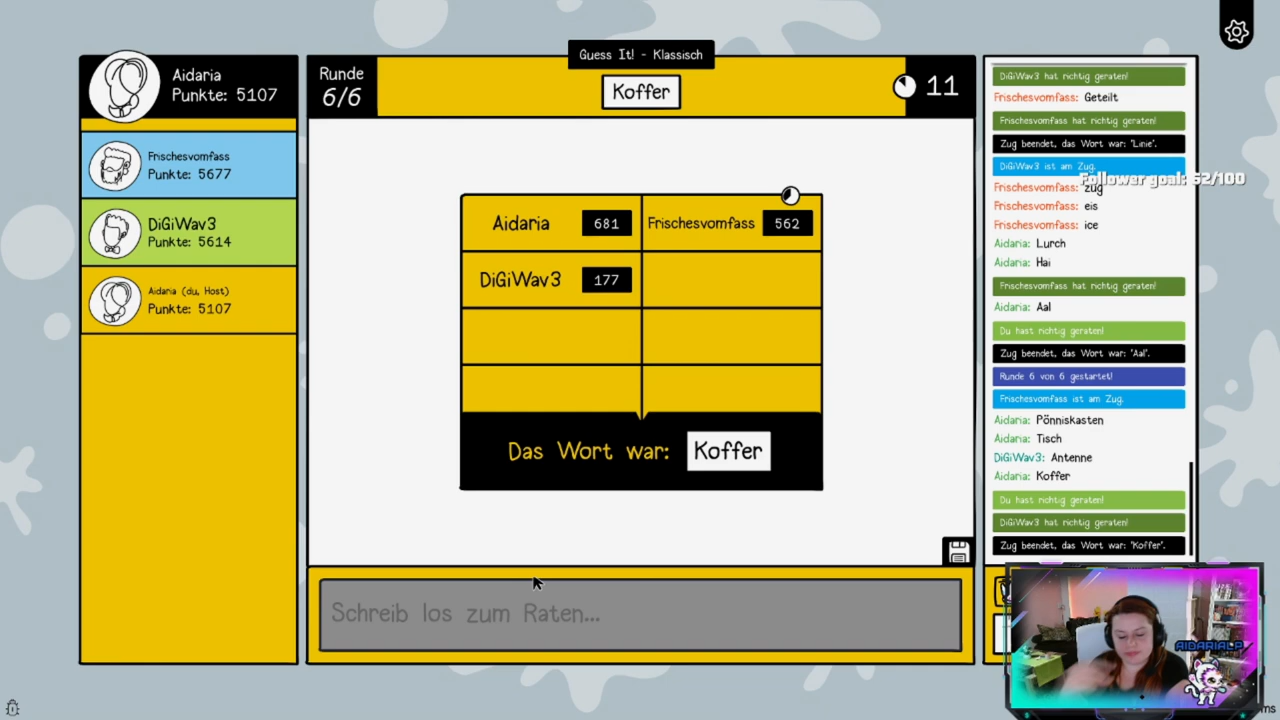 Guess It! - Klassisch
Aidaria
Punkte: 5107
Runde
6/6
Koffer
11
Frischesvomfass
Punkte: 5677
DiGiWav3
Punkte: 5614
Aidaria (du, Host)
Punkte: 5107
Aidaria 681
Frischesvomfass 562
DiGiWav3 177
Das Wort war: Koffer
Schreib los zum Raten...
DiGiWav3 hat richtig geraten!
Frischesvomfass: Geteilt
Frischesvomfass hat richtig geraten!
Zug beendet, das Wort war: 'Linie'.
DiGiWav3 ist am Zug.
Follower goal: 52/100
Frischesvomfass: zug
Frischesvomfass: eis
Frischesvomfass: ice
Aidaria: Lurch
Aidaria: Hai
Frischesvomfass hat richtig geraten!
Aidaria: Aal
Du hast richtig geraten!
Zug beendet, das Wort war: 'Aal'.
Runde 6 von 6 gestartet!
Frischesvomfass ist am Zug.
Aidaria: Pönniskasten
Aidaria: Tisch
DiGiWav3: Antenne
Aidaria: Koffer
Du hast richtig geraten!
DiGiWav3 hat richtig geraten!
Zug beendet, das Wort war: 'Koffer'.
AIDARIALP
ms